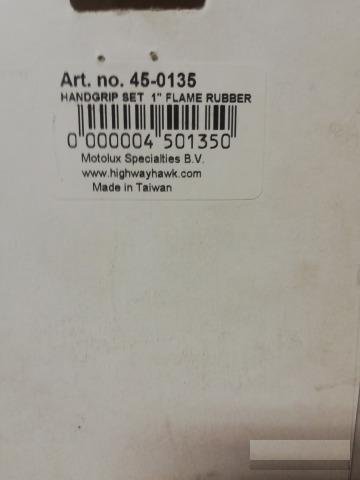 Art. no. 45-0135
HANDGRIP SET 1" FLAME RUBBER
0 000004 501350
Motolux Specialties B.V.
www.highwayhawk.com
Made in Taiwan